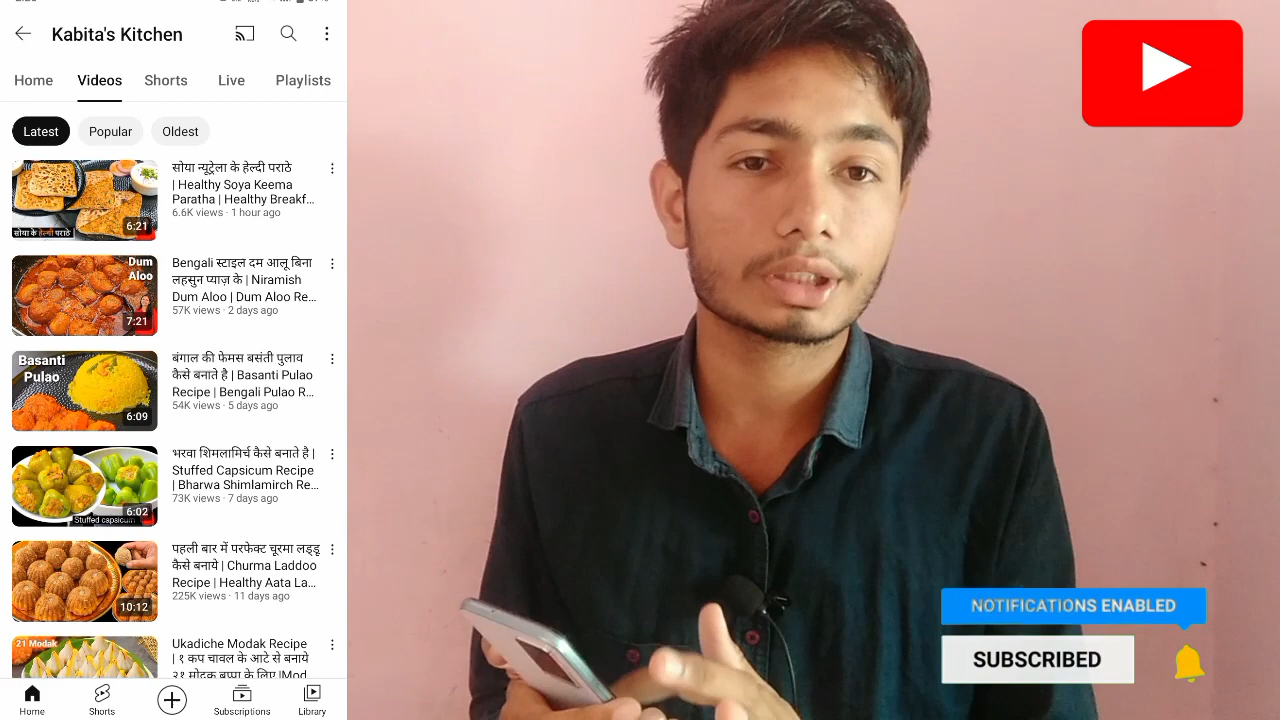 Kabita's Kitchen
Home
Videos
Shorts
Live
Playlists
Latest
Popular
Oldest
सोया न्यूट्रेला के हेल्दी पराठे
| Healthy Soya Keema
Paratha | Healthy Breakf...
6.6K views · 1 hour ago
6:21
सोया के हेल्दी पराठे
Bengali स्टाइल दम आलू बिना
लहसुन प्याज़ के | Niramish
Dum Aloo | Dum Aloo Re...
57K views · 2 days ago
Dum
Aloo
7:21
बंगाल की फेमस बसंती पुलाव
कैसे बनाते है | Basanti Pulao
Recipe | Bengali Pulao R...
54K views · 5 days ago
Basanti
Pulao
6:09
भरवा शिमलामिर्च कैसे बनाते है |
Stuffed Capsicum Recipe
| Bharwa Shimlamirch Re...
73K views · 7 days ago
6:02
Stuffed capsicum
पहली बार में परफेक्ट चूरमा लड्डू
कैसे बनाये | Churma Laddoo
Recipe | Healthy Aata La...
225K views · 11 days ago
10:12
21 Modak
Ukadiche Modak Recipe
| १ कप चावल के आटे से बनाये
२१ मोदक बप्पा के लिए |Mod
Home
Shorts
Subscriptions
Library
NOTIFICATIONS ENABLED
SUBSCRIBED